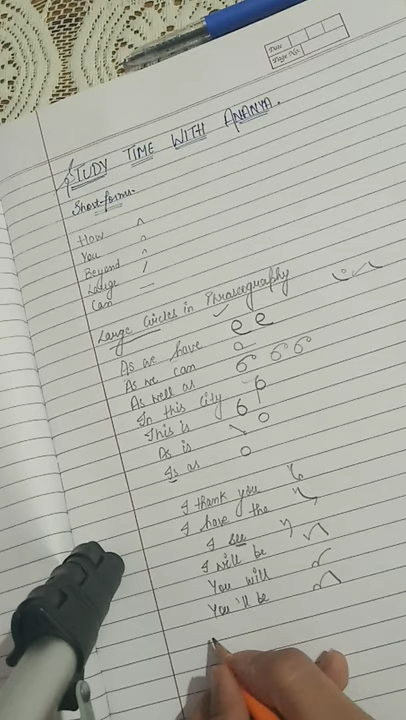 Date
Page No.
STUDY TIME WITH ANANYA.
Short-forms.
How
You
Beyond
Large
Can
Large Circles in Phraseography
As we have
As we can
As well as
In this city
This is
As is
Is as
I thank you
I have the
I see
I will be
You will
You'll be